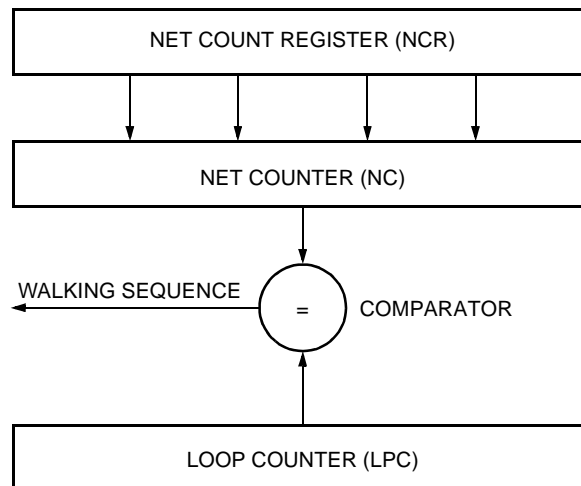 NET COUNT REGISTER (NCR)
NET COUNTER (NC)
WALKING SEQUENCE
=
COMPARATOR
LOOP COUNTER (LPC)